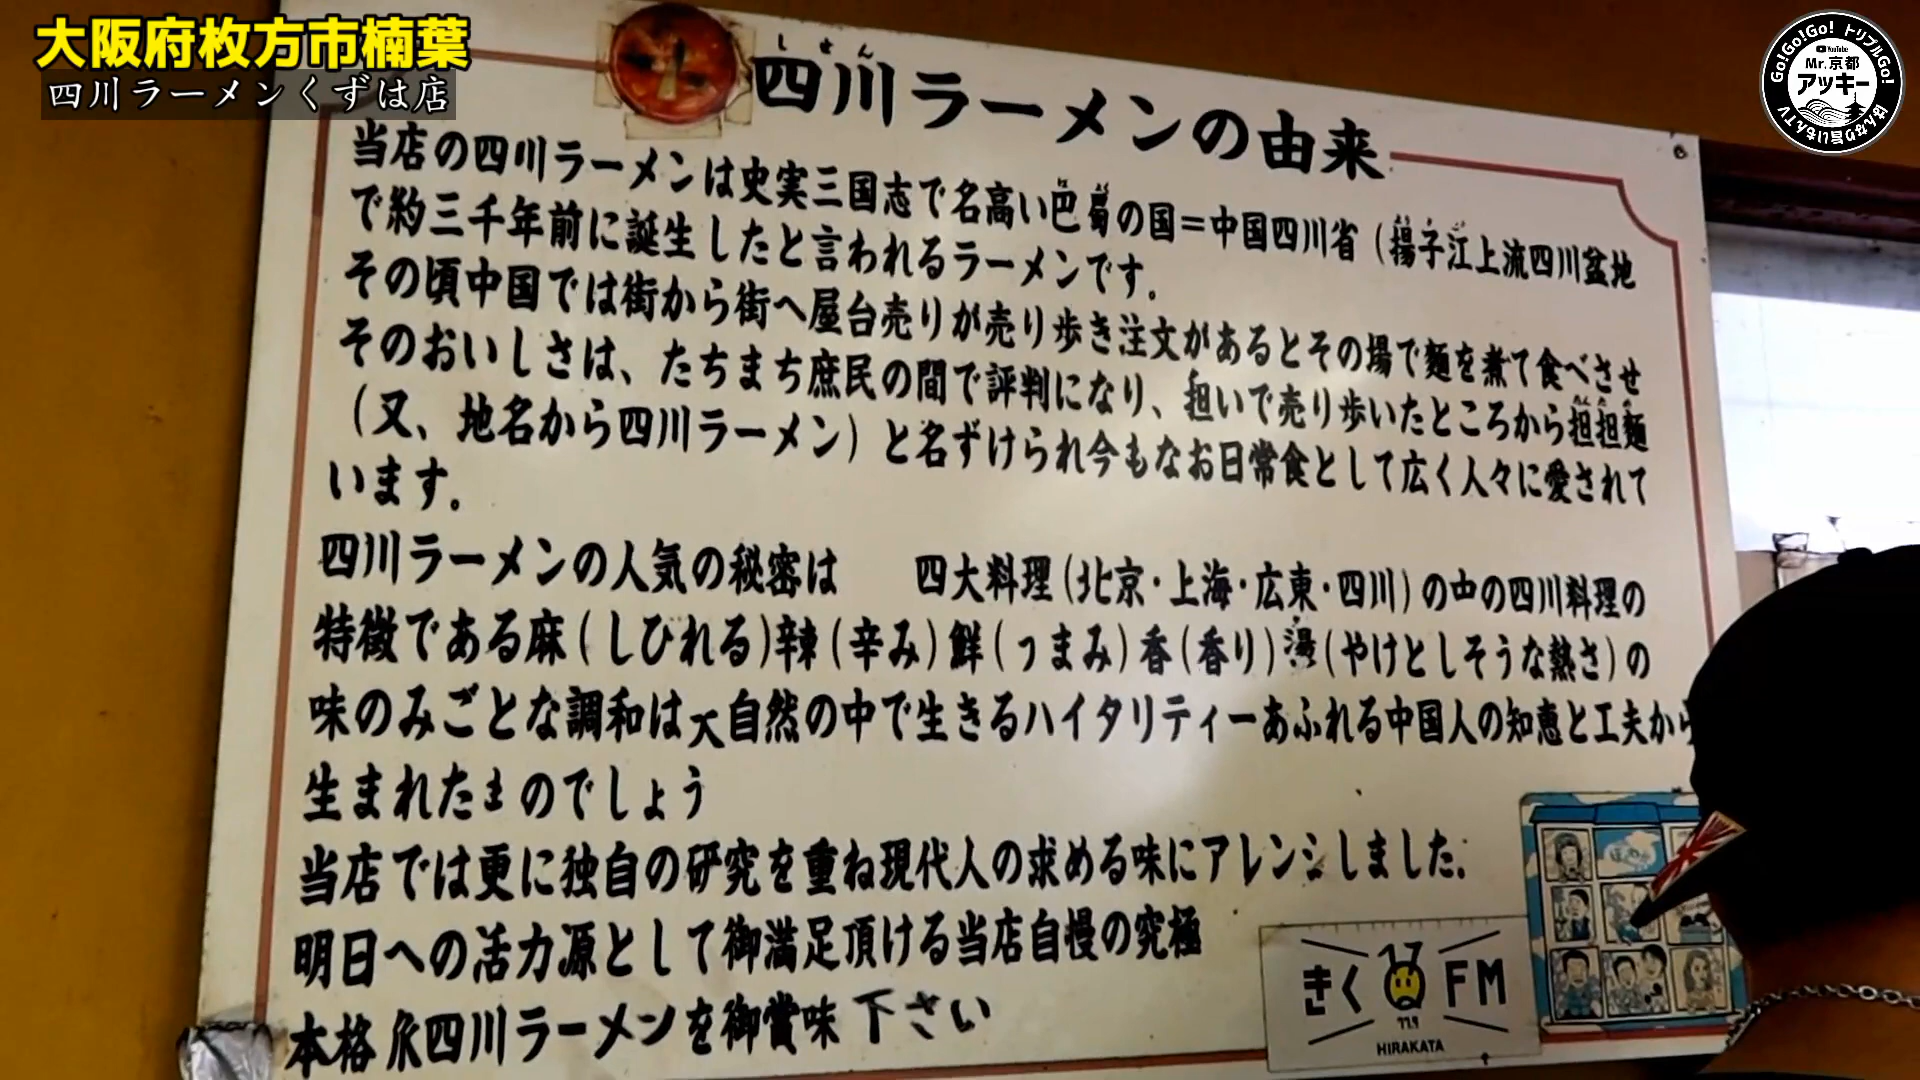 大阪府枚方市楠葉
四川ラーメンくずは店
Go!Go!Go! トリプルGo!
YouTube
Mr.京都
アッキー
しせん
四川ラーメンの由来
当店の四川ラーメンは史実三国志で名高い巴蜀の国＝中国四川省（揚子江上流四川盆地
で約三千年前に誕生したと言われるラーメンです。
その頃中国では街から街へ屋台売りが売り歩き注文があるとその場で麵を煮て食べさせ
そのおいしさは、たちまち庶民の間で評判になり、担いで売り歩いたところから担担麵
（又、地名から四川ラーメン）と名ずけられ今もなお日常食として広く人々に愛されて
います。
四川ラーメンの人気の秘密は 四大料理(北京・上海・広東・四川)の中の四川料理の
特徴である麻(しびれる)辣(辛み)鮮(うまみ)香(香り)湯(やけどしそうな熱さ)の
味のみごとな調和は大自然の中で生きるバイタリティーあふれる中国人の知恵と工夫から
生まれたものでしょう
当店では更に独自の研究を重ね現代人の求める味にアレンジしました。
明日への活力源として御満足頂ける当店自慢の究極
本格 四川ラーメンを御賞味下さい
きく FM
77.9
HIRAKATA